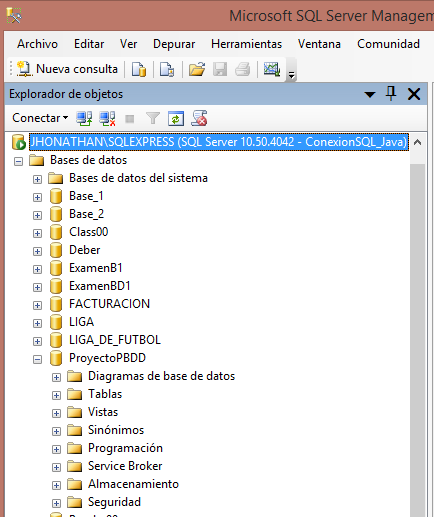 Microsoft SQL Server Managem
Archivo Editar Ver Depurar Herramientas Ventana Comunidad
Nueva consulta
Explorador de objetos
Conectar
JHONATHAN\SQLEXPRESS (SQL Server 10.50.4042 - ConexionSQL_Java)
Bases de datos
Bases de datos del sistema
Base_1
Base_2
Class00
Deber
ExamenB1
ExamenBD1
FACTURACION
LIGA
LIGA_DE_FUTBOL
ProyectoPBDD
Diagramas de base de datos
Tablas
Vistas
Sinónimos
Programación
Service Broker
Almacenamiento
Seguridad